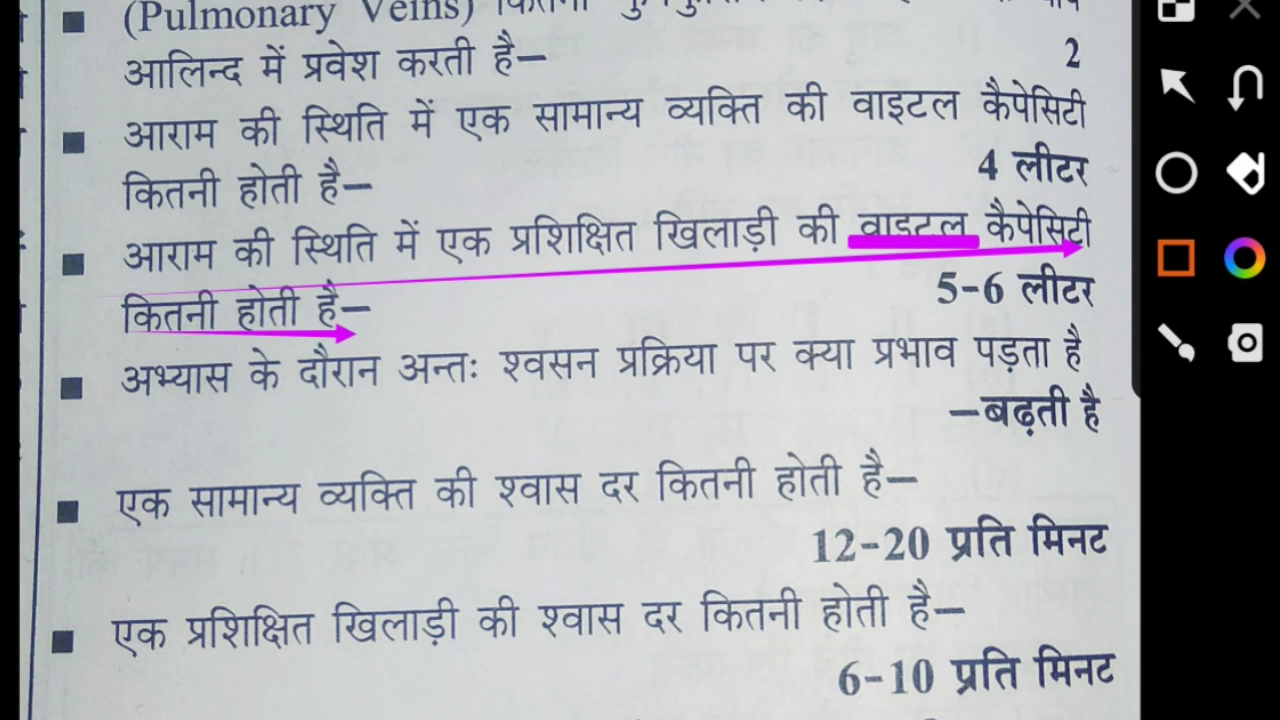 (Pulmonary Veins) कितनी
आलिन्द में प्रवेश करती है— 2
आराम की स्थिति में एक सामान्य व्यक्ति की वाइटल कैपेसिटी
कितनी होती है— 4 लीटर
आराम की स्थिति में एक प्रशिक्षित खिलाड़ी की वाइटल कैपेसिटी
कितनी होती है— 5-6 लीटर
अभ्यास के दौरान अन्तः श्वसन प्रक्रिया पर क्या प्रभाव पड़ता है
—बढ़ती है
एक सामान्य व्यक्ति की श्वास दर कितनी होती है—
12-20 प्रति मिनट
एक प्रशिक्षित खिलाड़ी की श्वास दर कितनी होती है—
6-10 प्रति मिनट